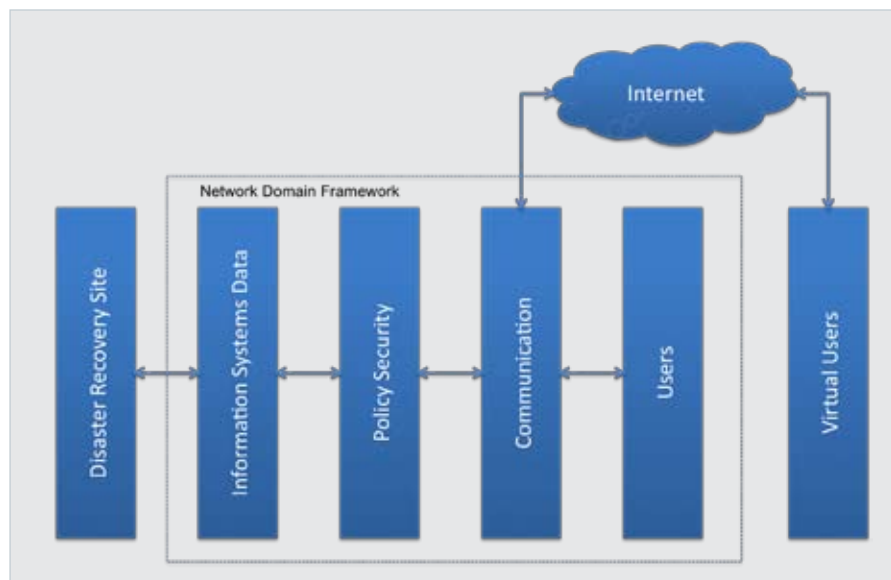 Internet
Network Domain Framework
Disaster Recovery Site
Information Systems Data
Policy Security
Communication
Users
Virtual Users